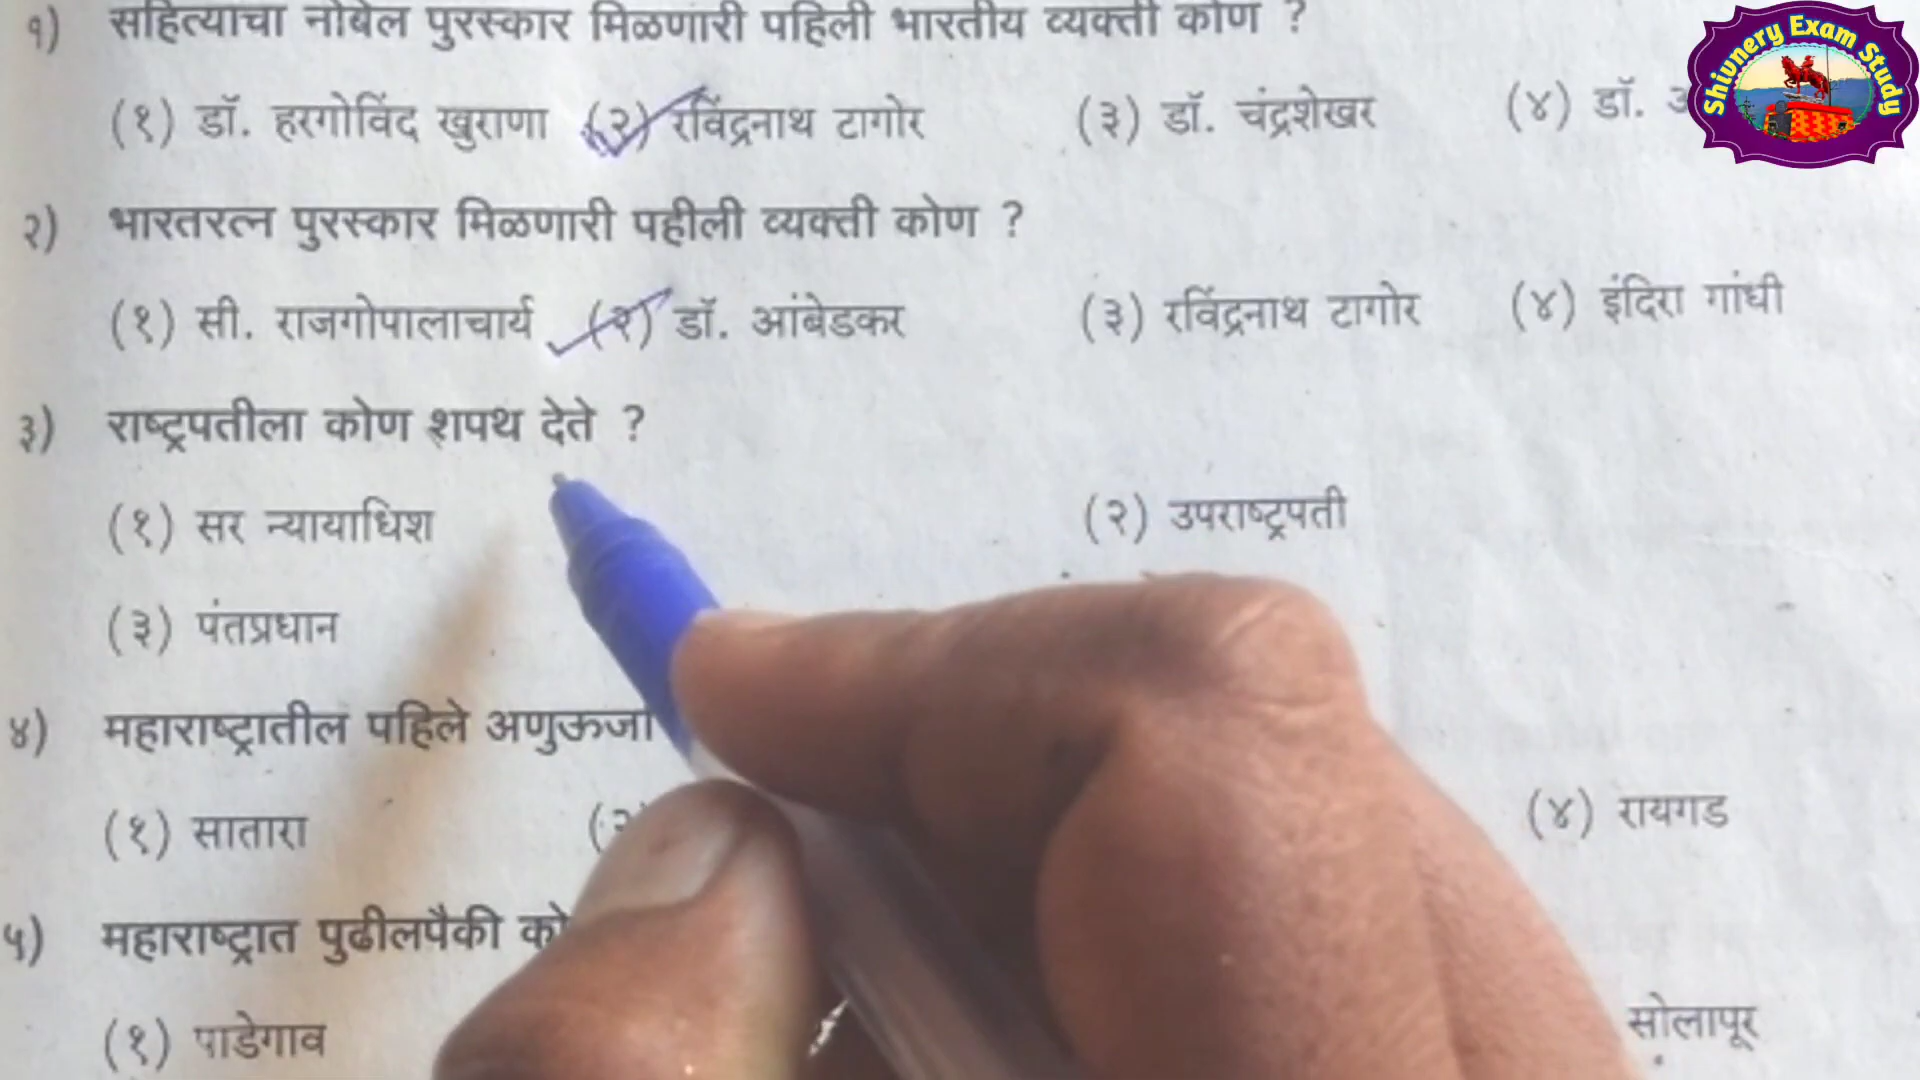 १) सहित्याचा नोबेल पुरस्कार मिळणारी पहिली भारतीय व्यक्ती कोण ?
(१) डॉ. हरगोविंद खुराणा (२) रविंद्रनाथ टागोर (३) डॉ. चंद्रशेखर (४) डॉ.
Shivnery Exam Study
२) भारतरत्न पुरस्कार मिळणारी पहीली व्यक्ती कोण ?
(१) सी. राजगोपालाचार्य (२) डॉ. आंबेडकर (३) रविंद्रनाथ टागोर (४) इंदिरा गांधी
३) राष्ट्रपतीला कोण शपथ देते ?
(१) सर न्यायाधिश (२) उपराष्ट्रपती
(३) पंतप्रधान
४) महाराष्ट्रातील पहिले अणुऊर्जा
(१) सातारा (४) रायगड
५) महाराष्ट्रात पुढीलपैकी
(१) पाडेगाव सोलापूर